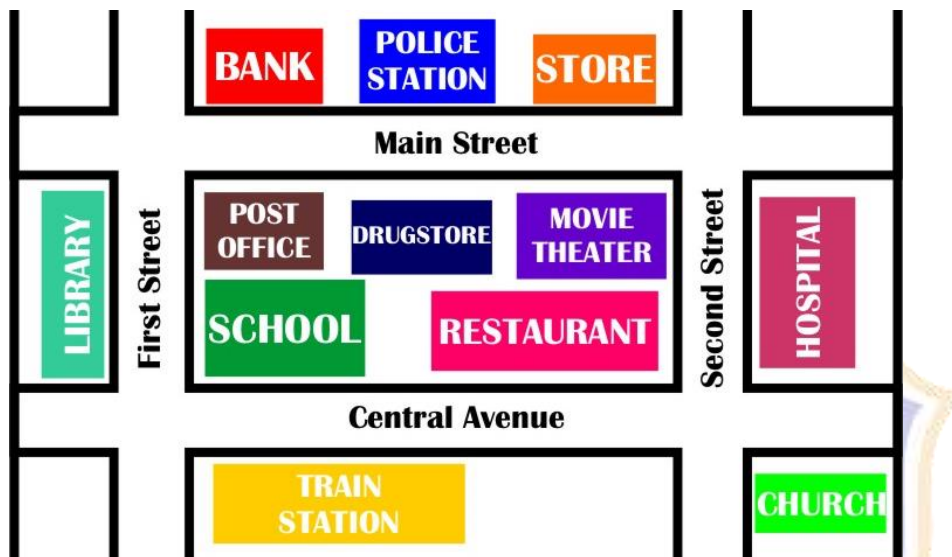 BANK
POLICE
STATION
STORE
Main Street
LIBRARY
First Street
POST
OFFICE
DRUGSTORE
MOVIE
THEATER
SCHOOL
RESTAURANT
Second Street
HOSPITAL
Central Avenue
TRAIN
STATION
CHURCH